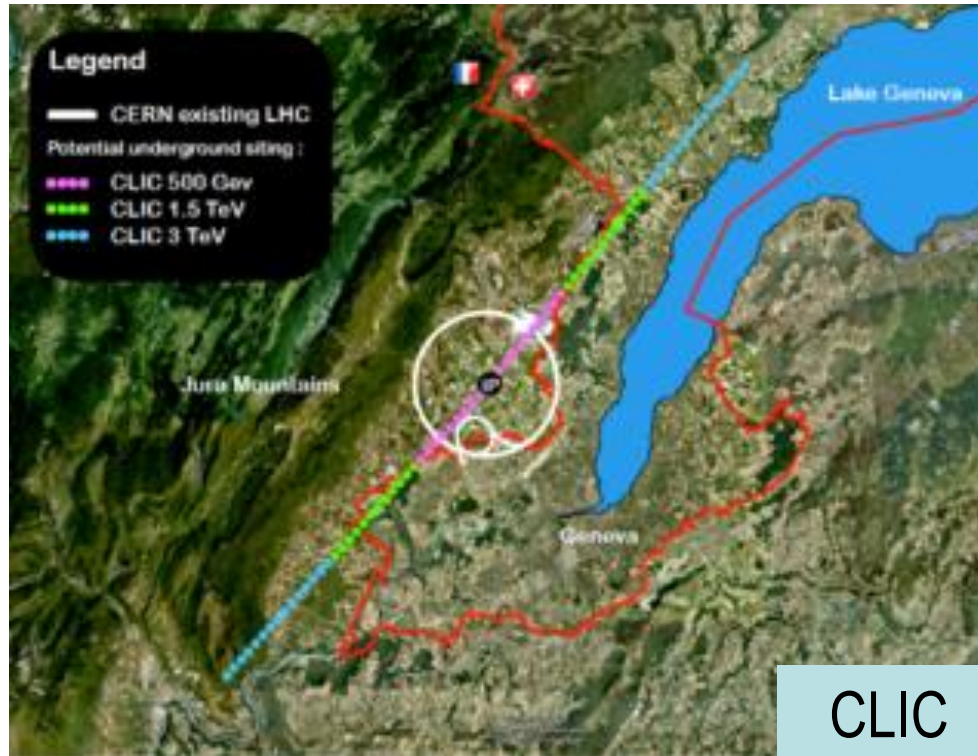 Legend
CERN existing LHC
Potential underground siting :
CLIC 500 Gev
CLIC 1.5 TeV
CLIC 3 TeV
Lake Geneva
Jura Mountains
IP
Geneva
CLIC